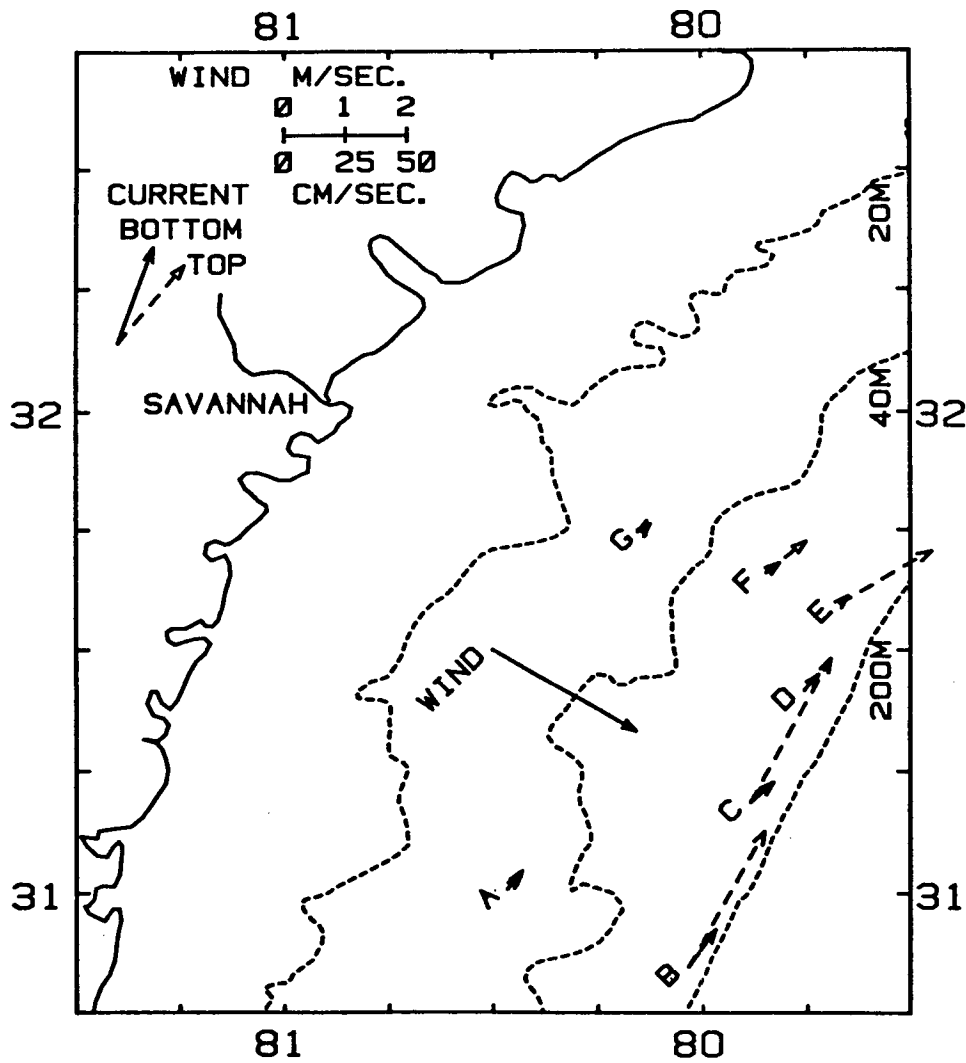 81 80
WIND M/SEC.
0 1 2
0 25 50
CURRENT CM/SEC.
BOTTOM
TOP
20M
SAVANNAH
40M
32 32
G
F
E
WIND
200M
D
C
A
31 31
B
81 80